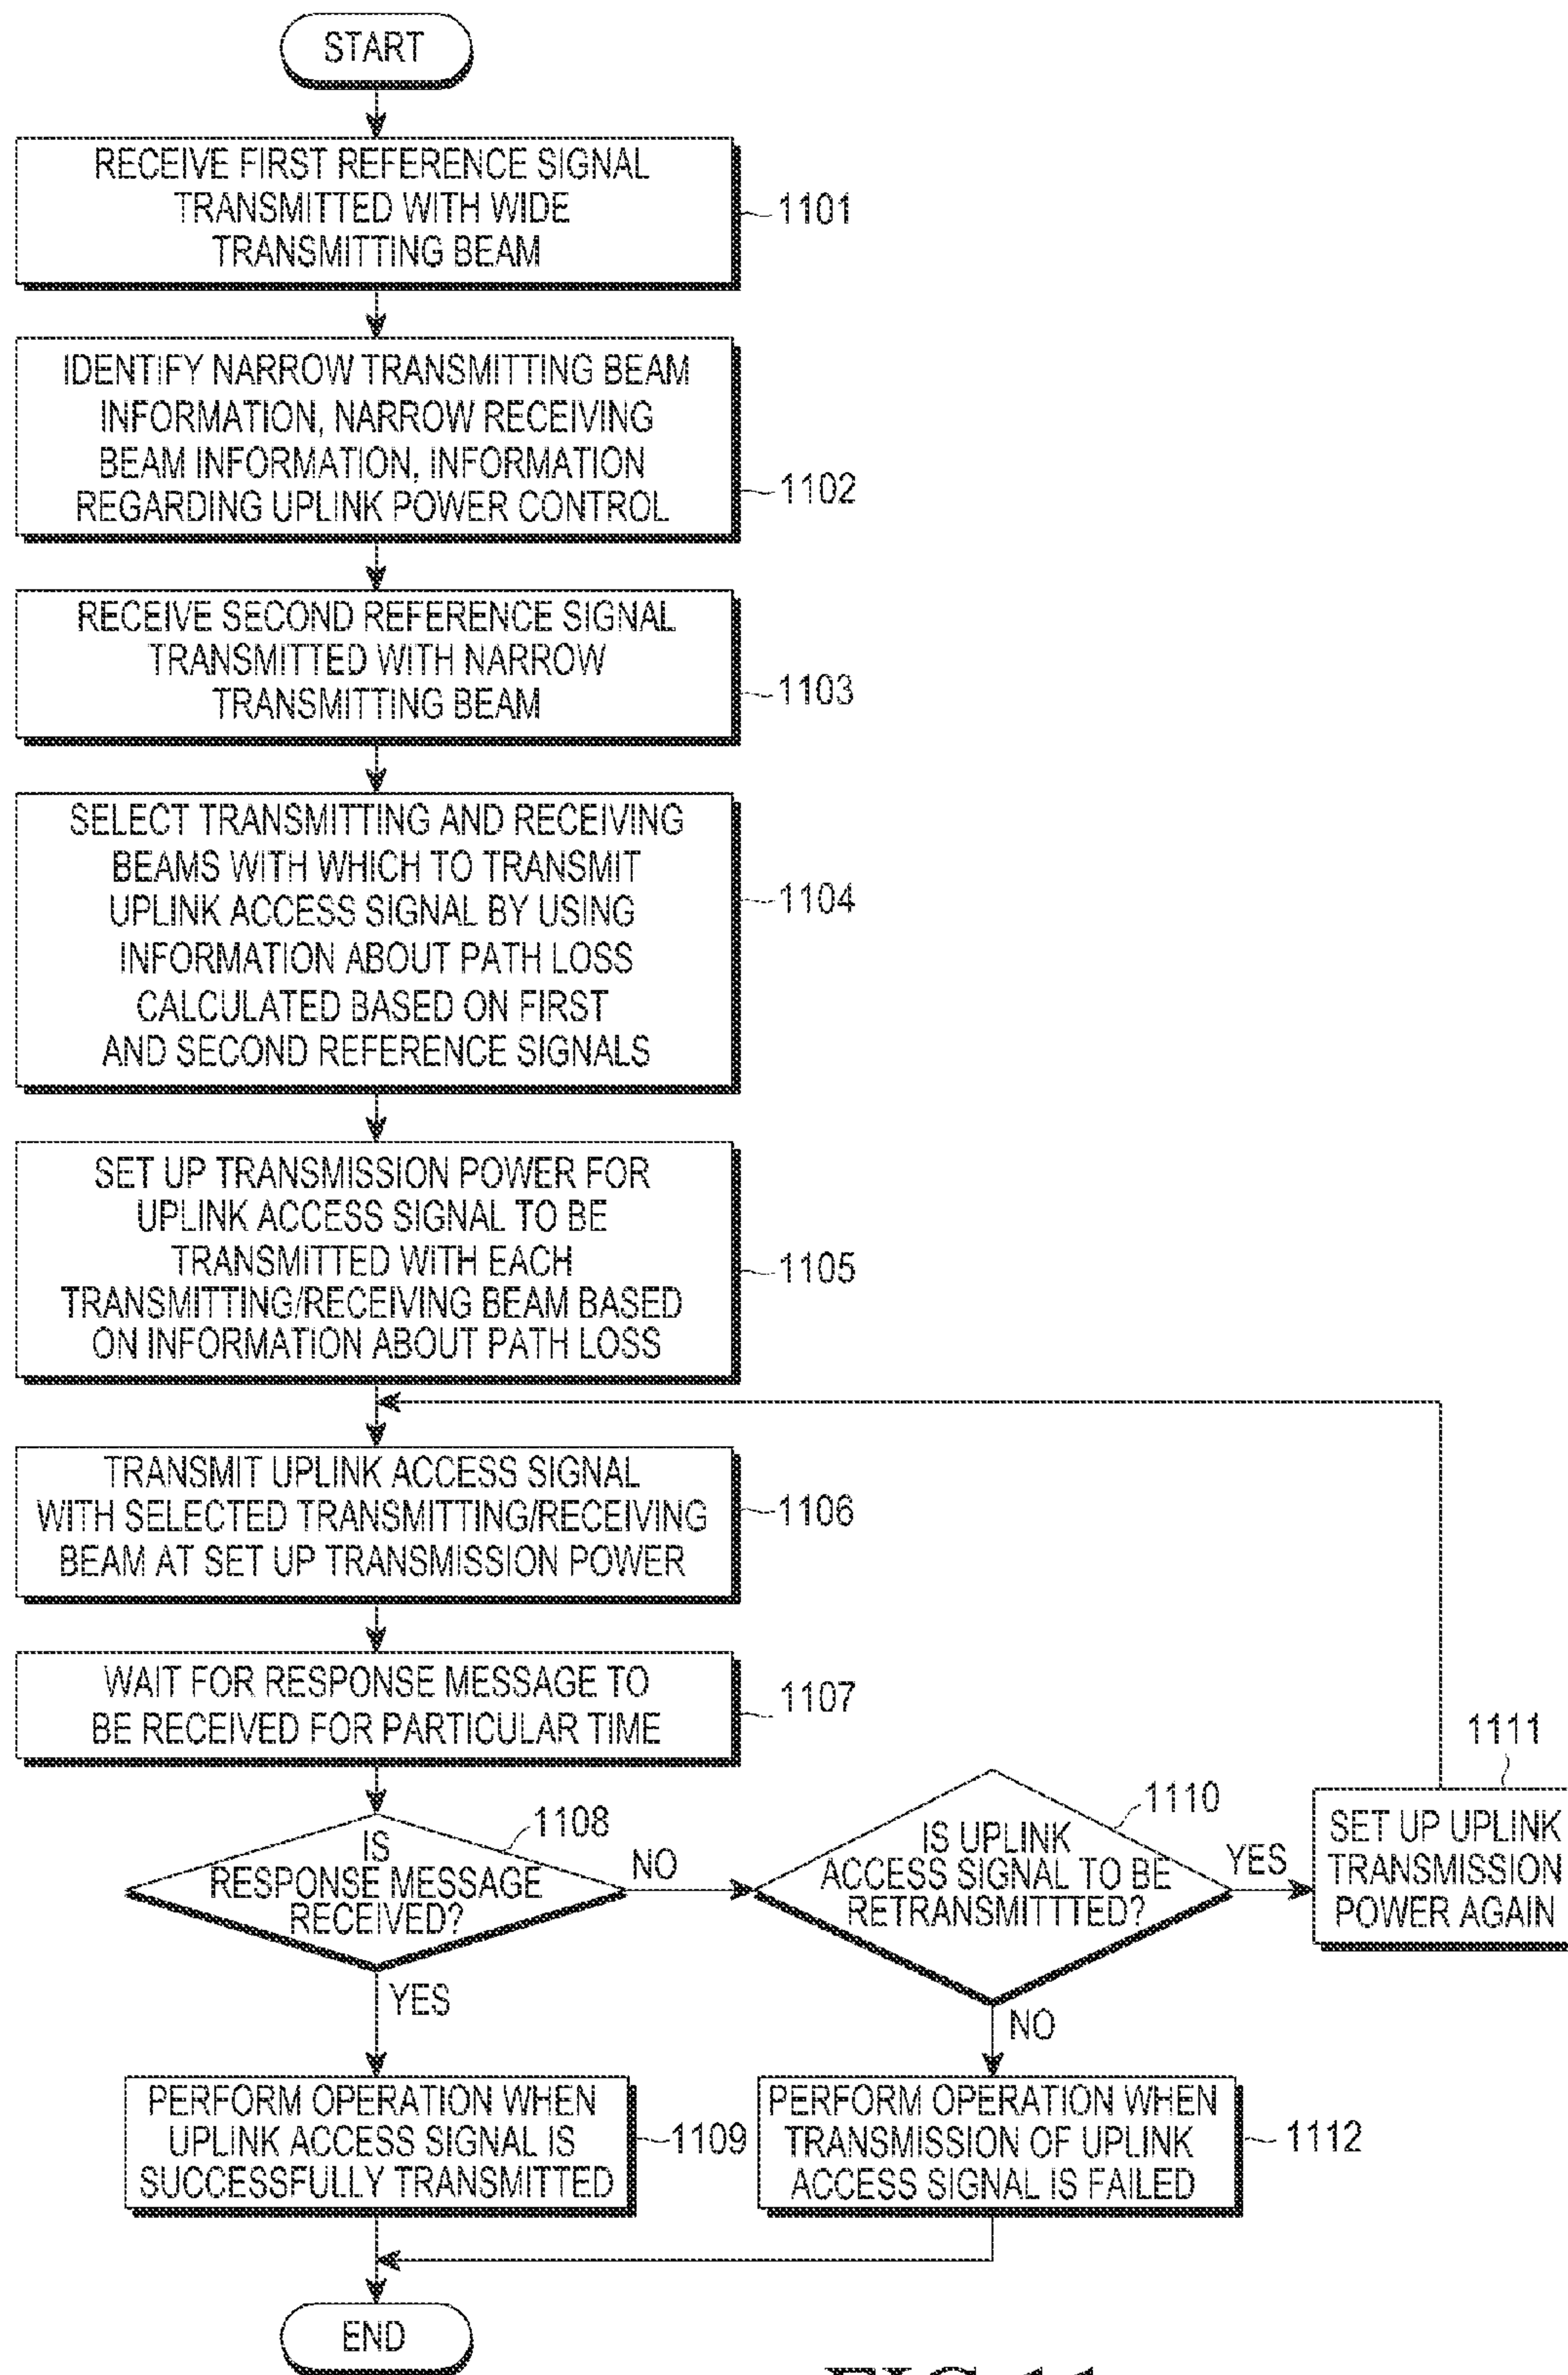 START
RECEIVE FIRST REFERENCE SIGNAL
TRANSMITTED WITH WIDE
TRANSMITTING BEAM
1101
IDENTIFY NARROW TRANSMITTING BEAM
INFORMATION, NARROW RECEIVING
BEAM INFORMATION, INFORMATION
REGARDING UPLINK POWER CONTROL
1102
RECEIVE SECOND REFERENCE SIGNAL
TRANSMITTED WITH NARROW
TRANSMITTING BEAM
1103
SELECT TRANSMITTING AND RECEIVING
BEAMS WITH WHICH TO TRANSMIT
UPLINK ACCESS SIGNAL BY USING
INFORMATION ABOUT PATH LOSS
CALCULATED BASED ON FIRST
AND SECOND REFERENCE SIGNALS
1104
SET UP TRANSMISSION POWER FOR
UPLINK ACCESS SIGNAL TO BE
TRANSMITTED WITH EACH
TRANSMITTING/RECEIVING BEAM BASED
ON INFORMATION ABOUT PATH LOSS
1105
TRANSMIT UPLINK ACCESS SIGNAL
WITH SELECTED TRANSMITTING/RECEIVING
BEAM AT SET UP TRANSMISSION POWER
1106
WAIT FOR RESPONSE MESSAGE TO
BE RECEIVED FOR PARTICULAR TIME
1107
IS
RESPONSE MESSAGE
RECEIVED?
1108
NO
YES
IS UPLINK
ACCESS SIGNAL TO BE
RETRANSMITTTED?
1110
YES
NO
1111
SET UP UPLINK
TRANSMISSION
POWER AGAIN
PERFORM OPERATION WHEN
UPLINK ACCESS SIGNAL IS
SUCCESSFULLY TRANSMITTED
1109
PERFORM OPERATION WHEN
TRANSMISSION OF UPLINK
ACCESS SIGNAL IS FAILED
1112
END